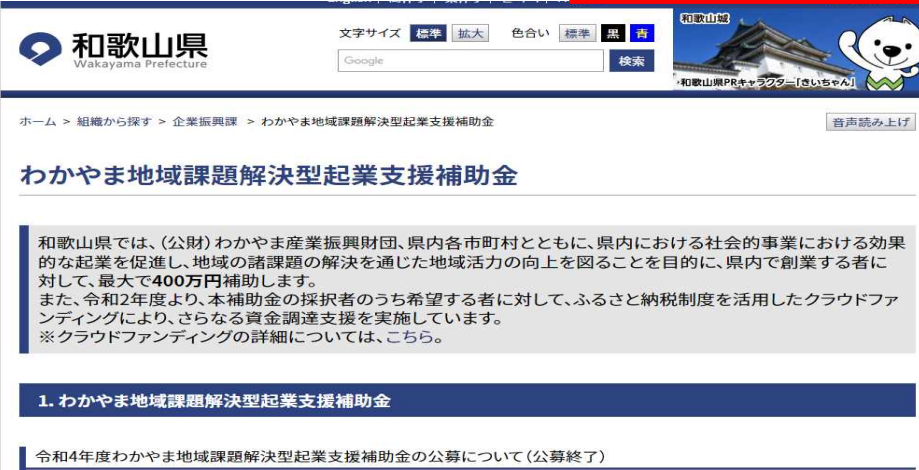 和歌山県
Wakayama Prefecture
文字サイズ 標準 拡大 色合い 標準 黒 青
Google 検索
和歌山城
和歌山県PRキャラクター「きいちゃん」
ホーム > 組織から探す > 企業振興課 > わかやま地域課題解決型起業支援補助金
音声読み上げ
わかやま地域課題解決型起業支援補助金
和歌山県では、(公財)わかやま産業振興財団、県内各市町村とともに、県内における社会的事業における効果
的な起業を促進し、地域の諸課題の解決を通じた地域活力の向上を図ることを目的に、県内で創業する者に
対して、最大で400万円補助します。
また、令和2年度より、本補助金の採択者のうち希望する者に対して、ふるさと納税制度を活用したクラウドファ
ンディングにより、さらなる資金調達支援を実施しています。
※クラウドファンディングの詳細については、こちら。
1. わかやま地域課題解決型起業支援補助金
令和4年度わかやま地域課題解決型起業支援補助金の公募について(公募終了)